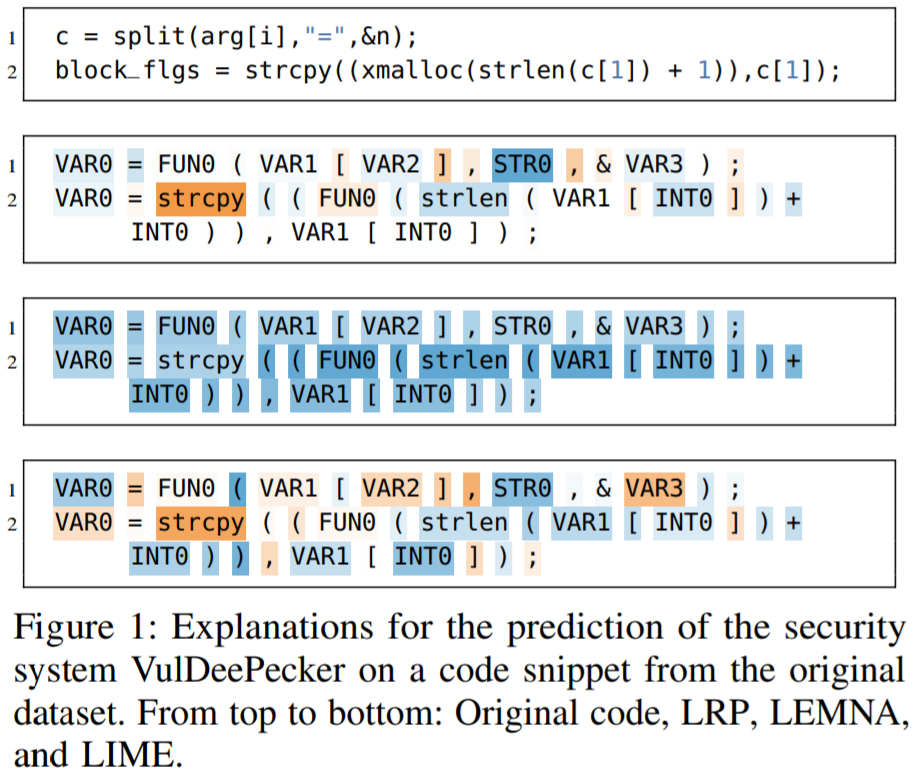 1 c = split(arg[i],"=",&n);
2 block_flgs = strcpy((xmalloc(strlen(c[1]) + 1)),c[1]);
1 VAR0 = FUN0 ( VAR1 [ VAR2 ] , STR0 , & VAR3 ) ;
2 VAR0 = strcpy ( ( FUN0 ( strlen ( VAR1 [ INT0 ] ) +
INT0 ) ) , VAR1 [ INT0 ] ) ;
1 VAR0 = FUN0 ( VAR1 [ VAR2 ] , STR0 , & VAR3 ) ;
2 VAR0 = strcpy ( ( FUN0 ( strlen ( VAR1 [ INT0 ] ) +
INT0 ) ) , VAR1 [ INT0 ] ) ;
1 VAR0 = FUN0 ( VAR1 [ VAR2 ] , STR0 , & VAR3 ) ;
2 VAR0 = strcpy ( ( FUN0 ( strlen ( VAR1 [ INT0 ] ) +
INT0 ) ) , VAR1 [ INT0 ] ) ;
Figure 1: Explanations for the prediction of the security
system VulDeePecker on a code snippet from the original
dataset. From top to bottom: Original code, LRP, LEMNA,
and LIME.